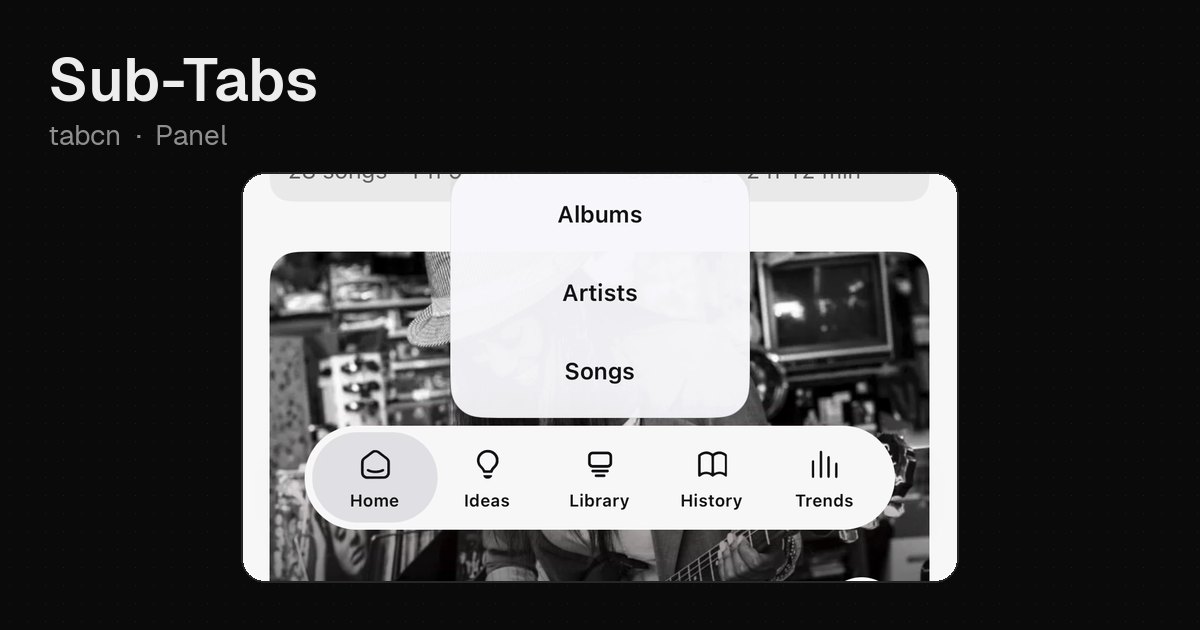 Sub-Tabs
tabcn · Panel
Albums
Artists
Songs
Home Ideas Library History Trends